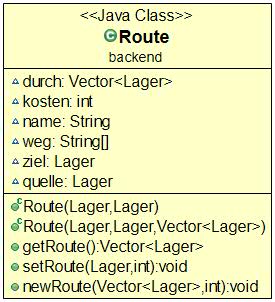 <<Java Class>>
Route
backend
durch: Vector<Lager>
kosten: int
name: String
weg: String[]
ziel: Lager
quelle: Lager
Route(Lager,Lager)
Route(Lager,Lager,Vector<Lager>)
getRoute():Vector<Lager>
setRoute(Lager,int):void
newRoute(Vector<Lager>,int):void